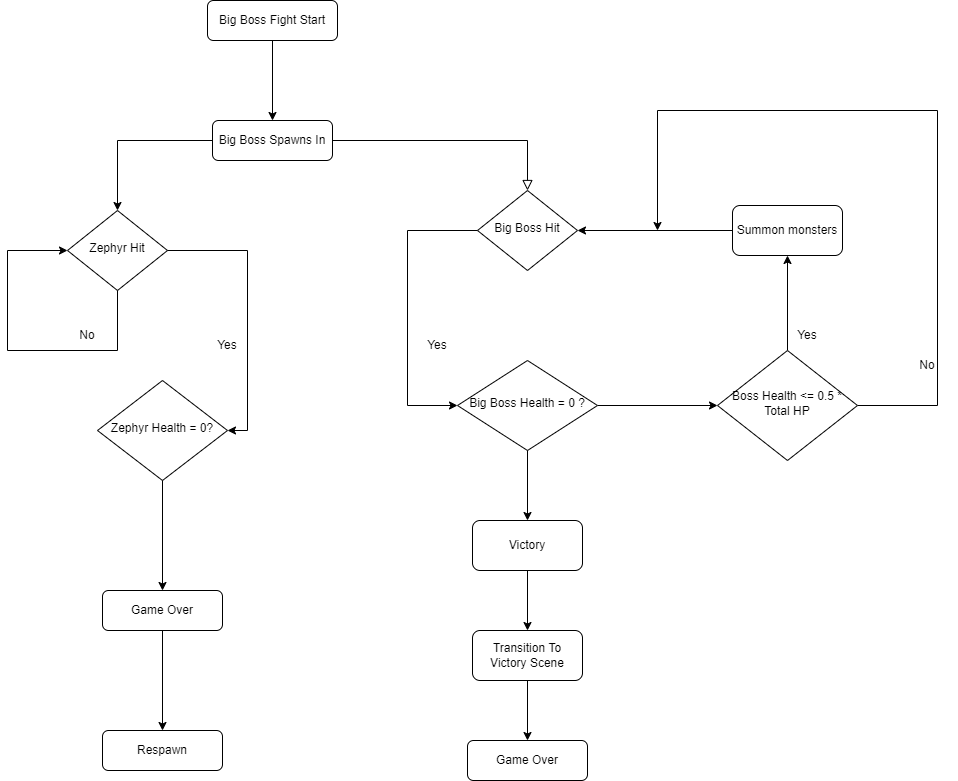 Big Boss Fight Start
Big Boss Spawns In
Zephyr Hit
Big Boss Hit
Summon monsters
No
Yes
Yes
Yes
No
Zephyr Health = 0?
Big Boss Health = 0 ?
Boss Health <= 0.5 *
Total HP
Victory
Game Over
Transition To
Victory Scene
Respawn
Game Over